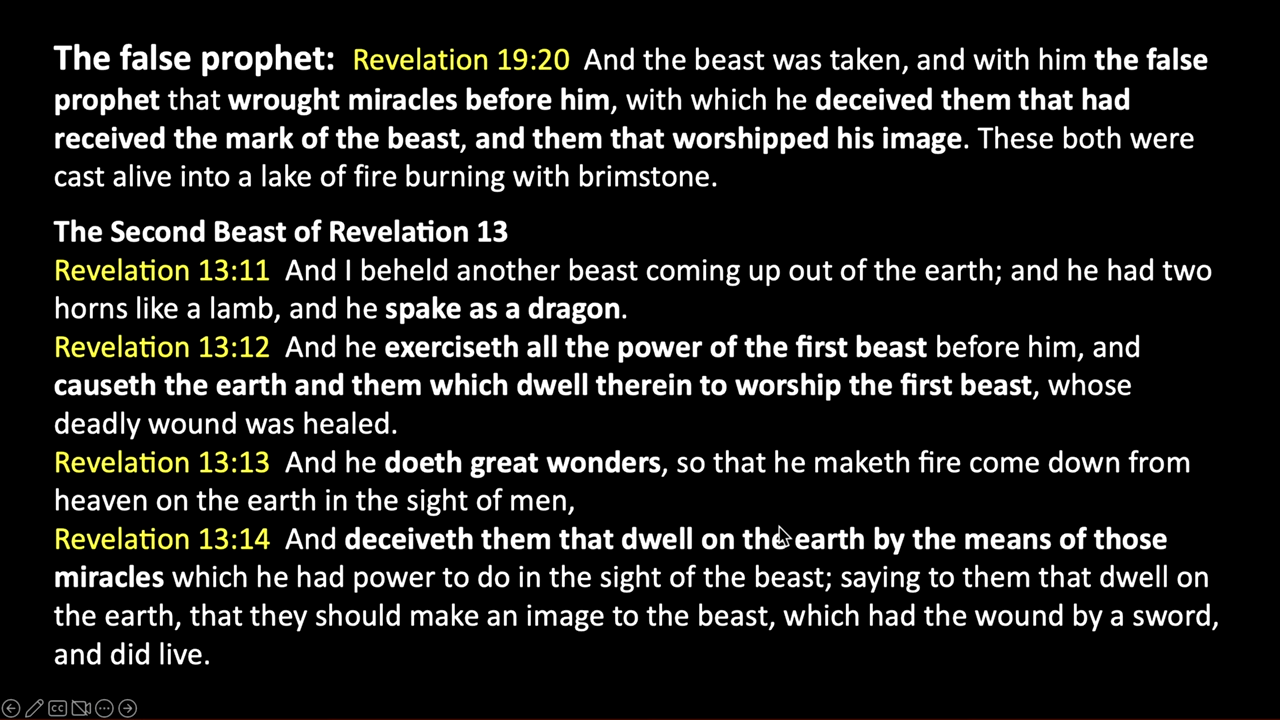 The false prophet: Revelation 19:20 And the beast was taken, and with him the false
prophet that wrought miracles before him, with which he deceived them that had
received the mark of the beast, and them that worshipped his image. These both were
cast alive into a lake of fire burning with brimstone.
The Second Beast of Revelation 13
Revelation 13:11 And I beheld another beast coming up out of the earth; and he had two
horns like a lamb, and he spake as a dragon.
Revelation 13:12 And he exerciseth all the power of the first beast before him, and
causeth the earth and them which dwell therein to worship the first beast, whose
deadly wound was healed.
Revelation 13:13 And he doeth great wonders, so that he maketh fire come down from
heaven on the earth in the sight of men,
Revelation 13:14 And deceiveth them that dwell on the earth by the means of those
miracles which he had power to do in the sight of the beast; saying to them that dwell on
the earth, that they should make an image to the beast, which had the wound by a sword,
and did live.
CC